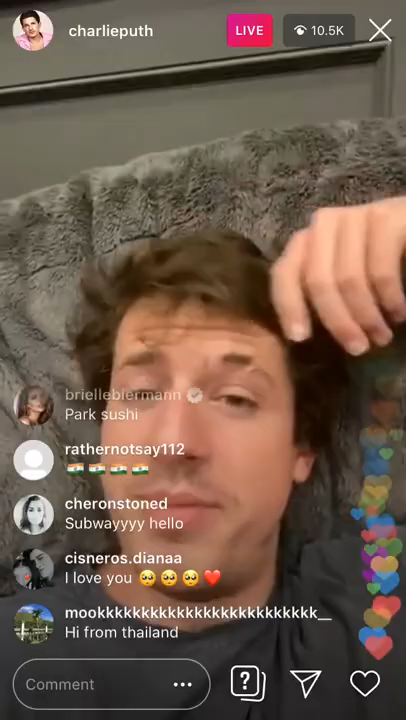 charlieputh
LIVE
10.5K
briellebiermann
Park sushi
rathernotsay112
🇮🇳 🇮🇳 🇮🇳 🇮🇳
cheronstoned
Subwayyyy hello
cisneros.dianaa
I love you 🥺🥺🥺❤️
mookkkkkkkkkkkkkkkkkkkkkkkk__
Hi from thailand
Comment